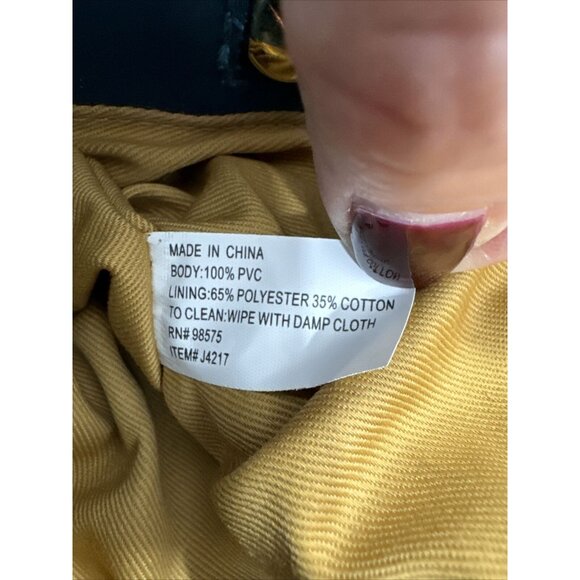 MADE IN CHINA
BODY:100% PVC
LINING:65% POLYESTER 35% COTTON
TO CLEAN:WIPE WITH DAMP CLOTH
RN# 98575
ITEM# J4217